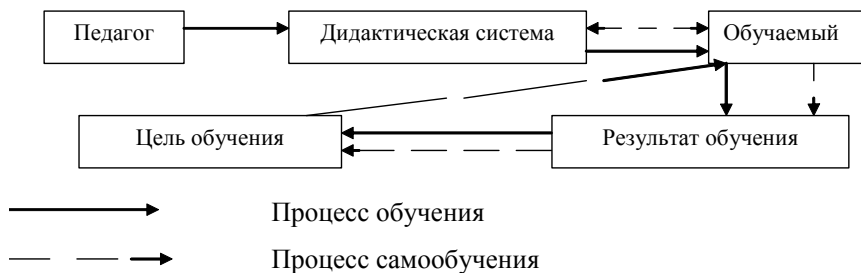 Педагог
Дидактическая система
Обучаемый
Цель обучения
Результат обучения
Процесс обучения
Процесс самообучения